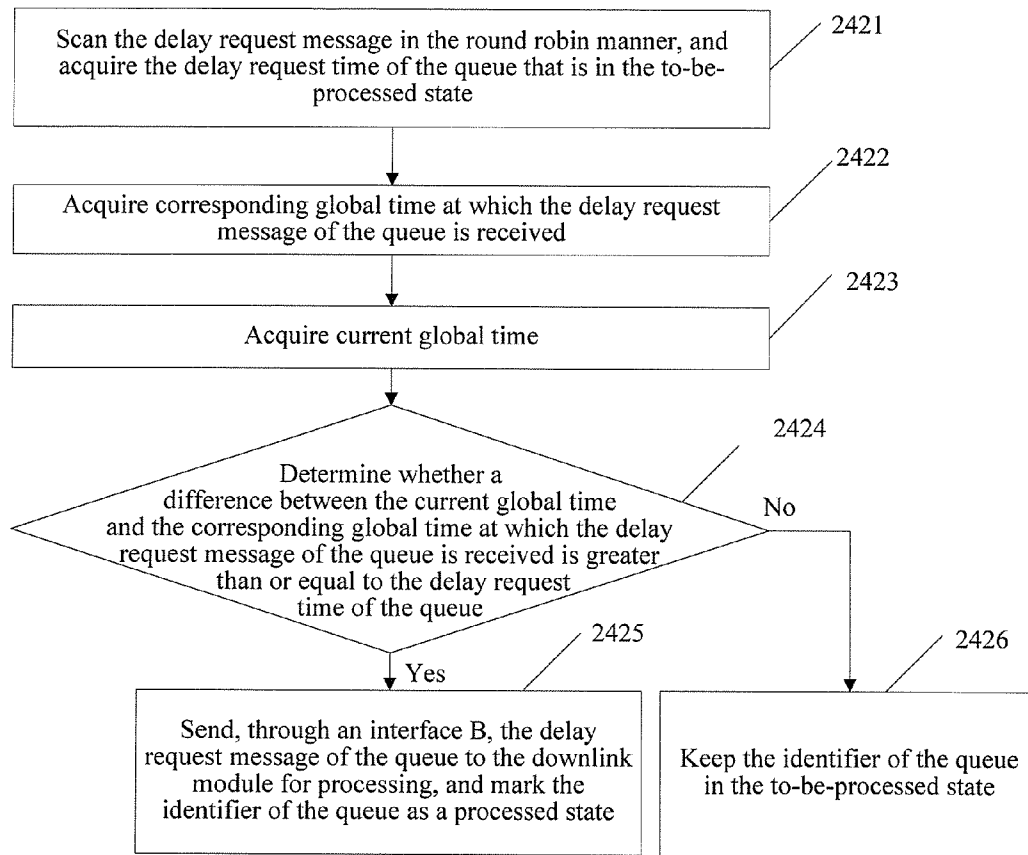 Scan the delay request message in the round robin manner, and
acquire the delay request time of the queue that is in the to-be-
processed state
2421
Acquire corresponding global time at which the delay request
message of the queue is received
2422
Acquire current global time
2423
Determine whether a
difference between the current global time
and the corresponding global time at which the delay
request message of the queue is received is greater
than or equal to the delay request
time of the queue
2424
No
Yes
2425
Send, through an interface B, the delay
request message of the queue to the downlink
module for processing, and mark the
identifier of the queue as a processed state
2426
Keep the identifier of the queue
in the to-be-processed state